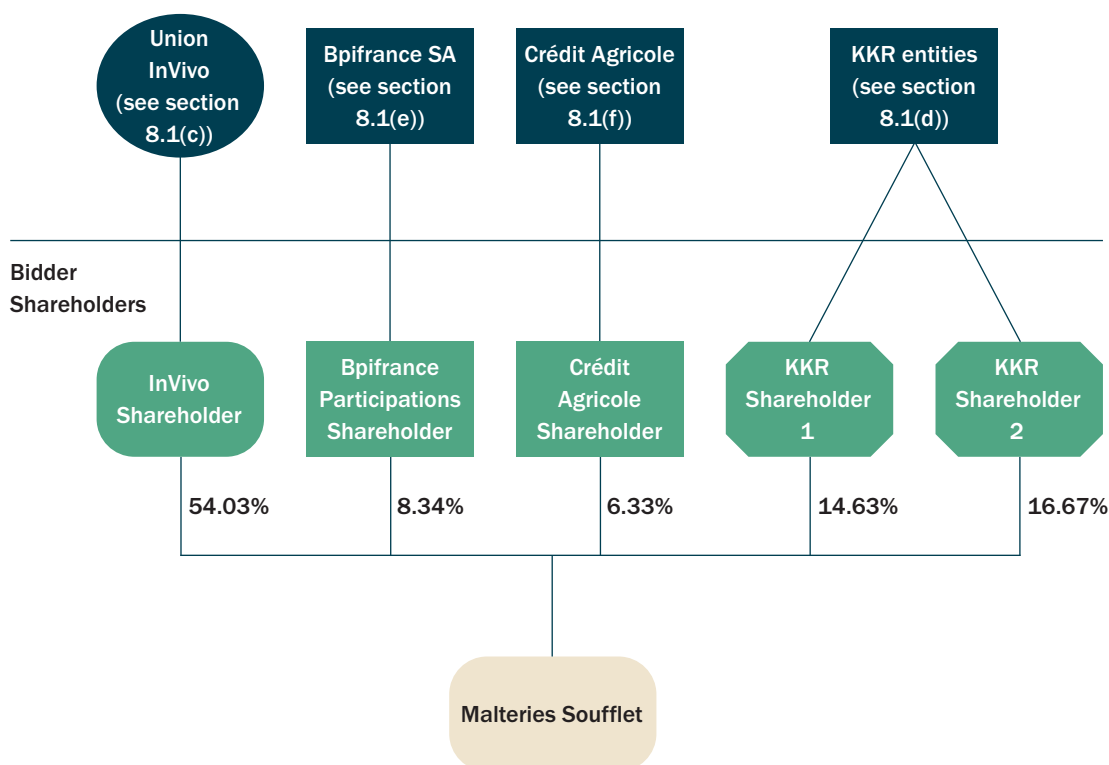 Union
InVivo
(see section
8.1(c))
Bpifrance SA
(see section
8.1(e))
Crédit Agricole
(see section
8.1(f))
KKR entities
(see section
8.1(d))
Bidder
Shareholders
InVivo
Shareholder
Bpifrance
Participations
Shareholder
Crédit
Agricole
Shareholder
KKR
Shareholder
1
KKR
Shareholder
2
54.03%
8.34%
6.33%
14.63%
16.67%
Malteries Soufflet